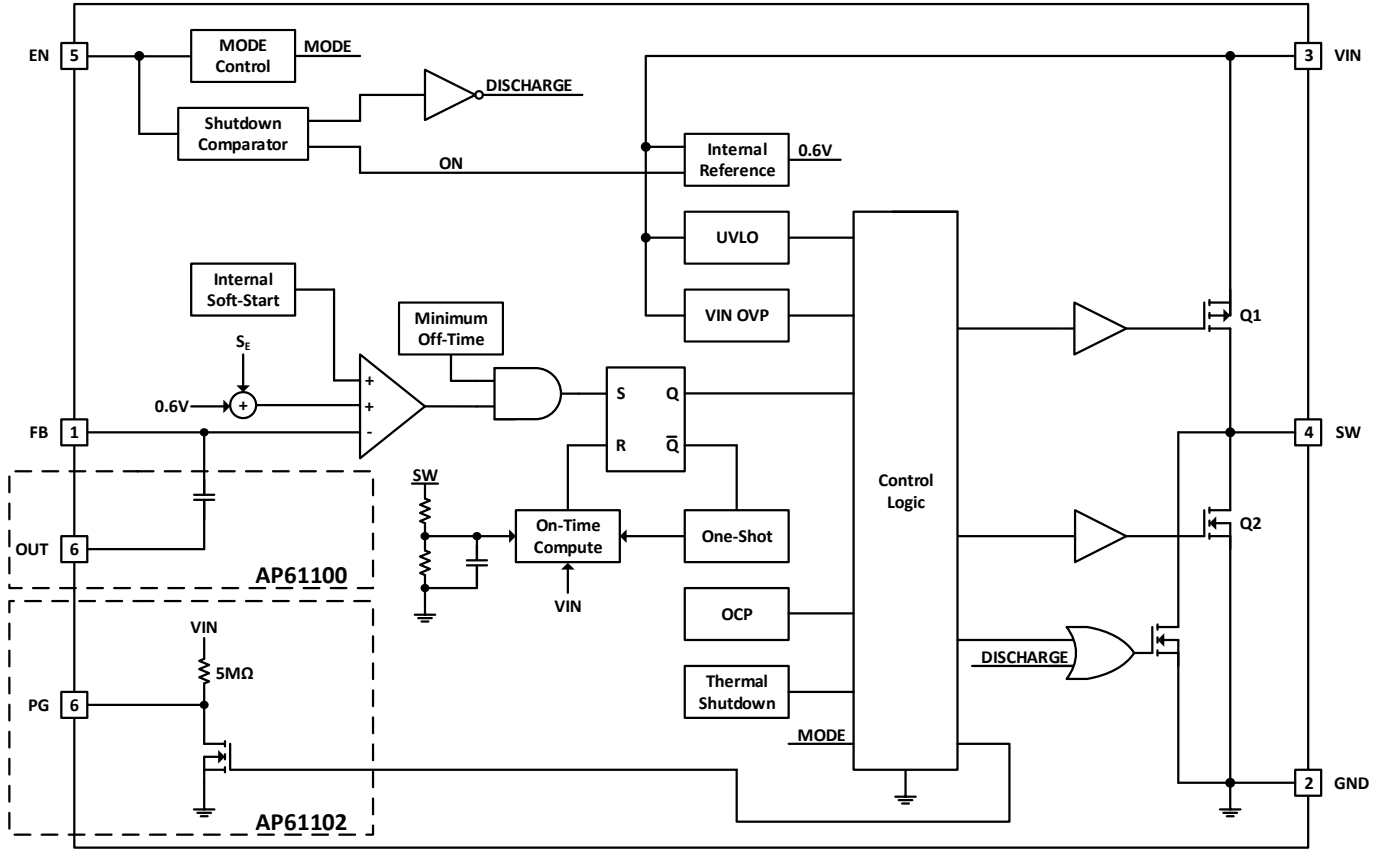 EN 5 MODE Control MODE 3 VIN
Shutdown Comparator DISCHARGE
ON Internal Reference 0.6V
UVLO
Internal Soft-Start
VIN OVP
Minimum Off-Time
Q1
SE
0.6V + + + -
S Q
FB 1 4 SW
R Q̅
SW
Control Logic
On-Time Compute One-Shot Q2
OUT 6
AP61100
VIN
OCP
VIN
5MΩ
DISCHARGE
Thermal Shutdown
PG 6
MODE
2 GND
AP61102